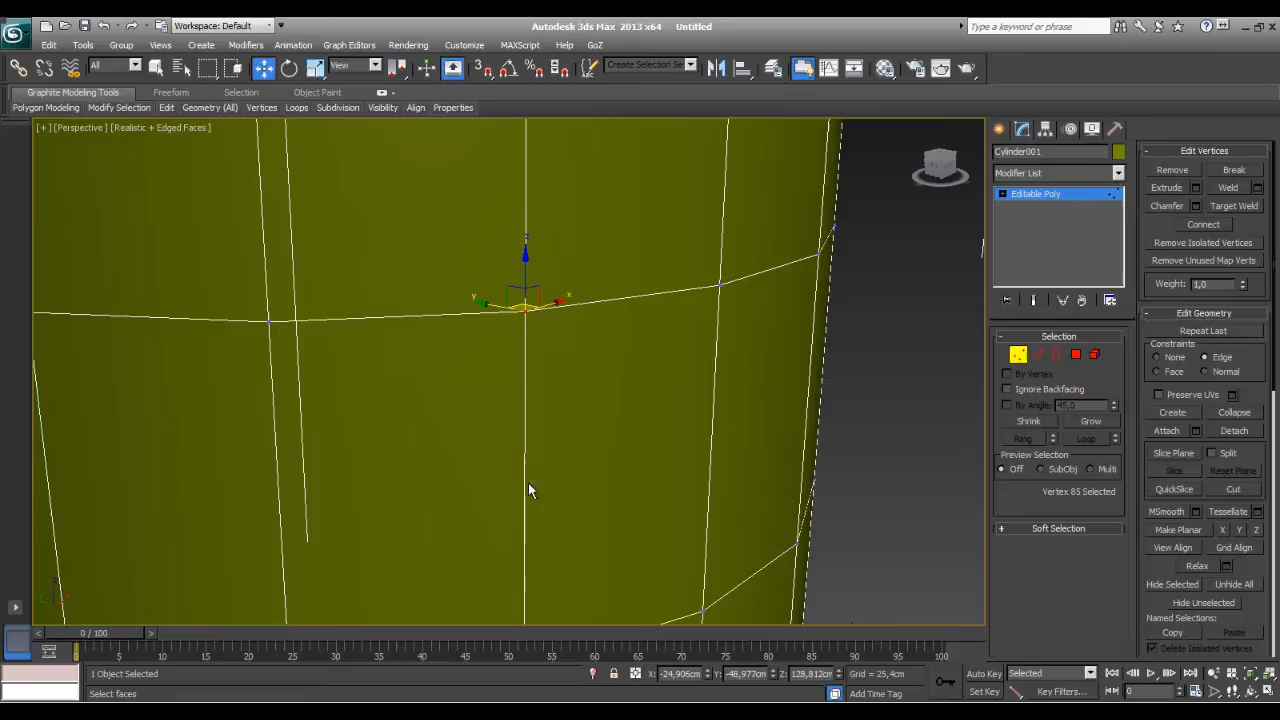 Workspace: Default
Autodesk 3ds Max 2013 x64 Untitled
Type a keyword or phrase
Edit Tools Group Views Create Modifiers Animation Graph Editors Rendering Customize MAXScript Help GoZ
All View Create Selection Se
Graphite Modeling Tools Freeform Selection Object Paint
Polygon Modeling Modify Selection Edit Geometry (All) Vertices Loops Subdivision Visibility Align Properties
[ + ] [Perspective ] [Realistic + Edged Faces ]
z
y x
Cylinder001
Modifier List
Editable Poly
Selection
By Vertex
Ignore Backfacing
By Angle: 45,0
Shrink Grow
Ring Loop
Preview Selection
Off SubObj Multi
Vertex 85 Selected
Soft Selection
Edit Vertices
Remove Break
Extrude Weld
Chamfer Target Weld
Connect
Remove Isolated Vertices
Remove Unused Map Verts
Weight: 1,0
Edit Geometry
Repeat Last
Constraints
None Edge
Face Normal
Preserve UVs
Create Collapse
Attach Detach
Slice Plane Split
Slice Reset Plane
QuickSlice Cut
MSmooth Tessellate
Make Planar X Y Z
View Align Grid Align
Relax
Hide Selected Unhide All
Hide Unselected
Named Selections:
Copy Paste
Delete Isolated Vertices
0 / 100
5 10 15 20 25 30 35 40 45 50 55 60 65 70 75 80 85 90 95 100
1 Object Selected X: -24,906cm Y: -48,977cm Z: 128,812cm Grid = 25,4cm Auto Key Selected
Select faces Add Time Tag Set Key Key Filters... 0